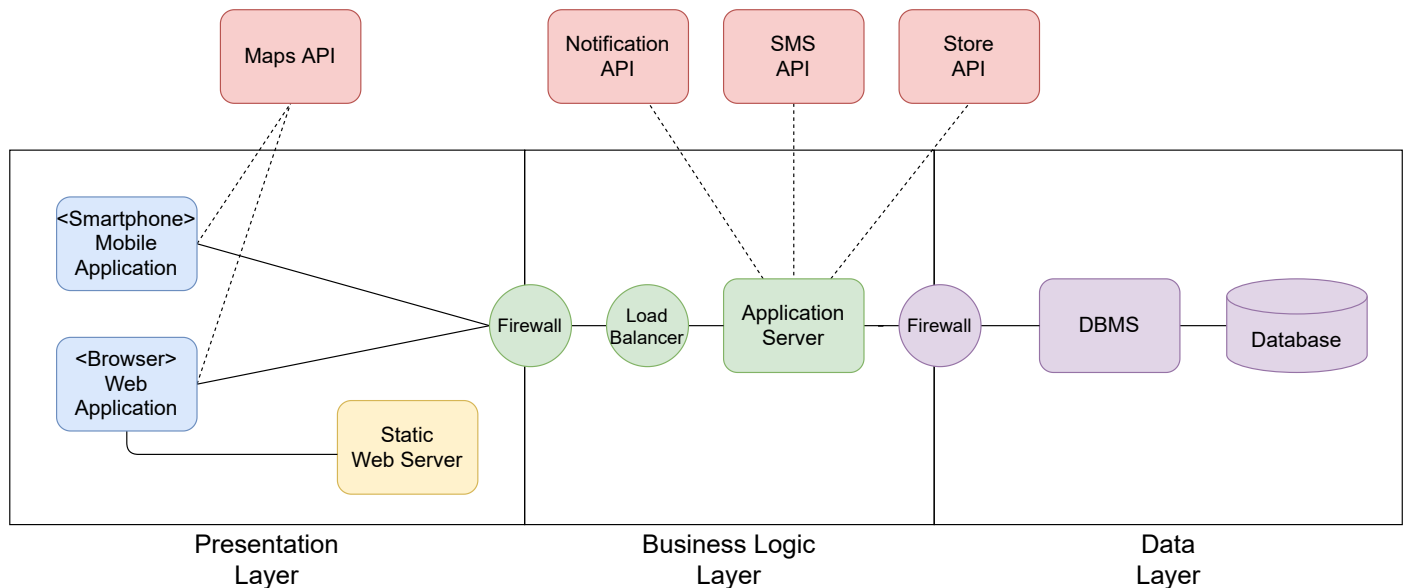 Maps API
Notification
API
SMS
API
Store
API
<Smartphone>
Mobile
Application
<Browser>
Web
Application
Static
Web Server
Firewall
Load
Balancer
Application
Server
Firewall
DBMS
Database
Presentation
Layer
Business Logic
Layer
Data
Layer